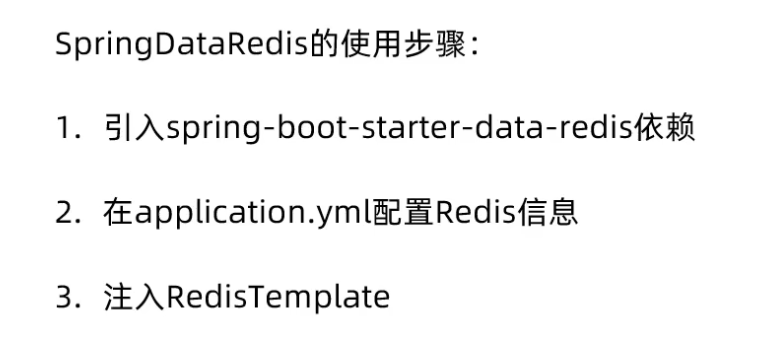 SpringDataRedis的使用步骤：
1. 引入spring-boot-starter-data-redis依赖
2. 在application.yml配置Redis信息
3. 注入RedisTemplate